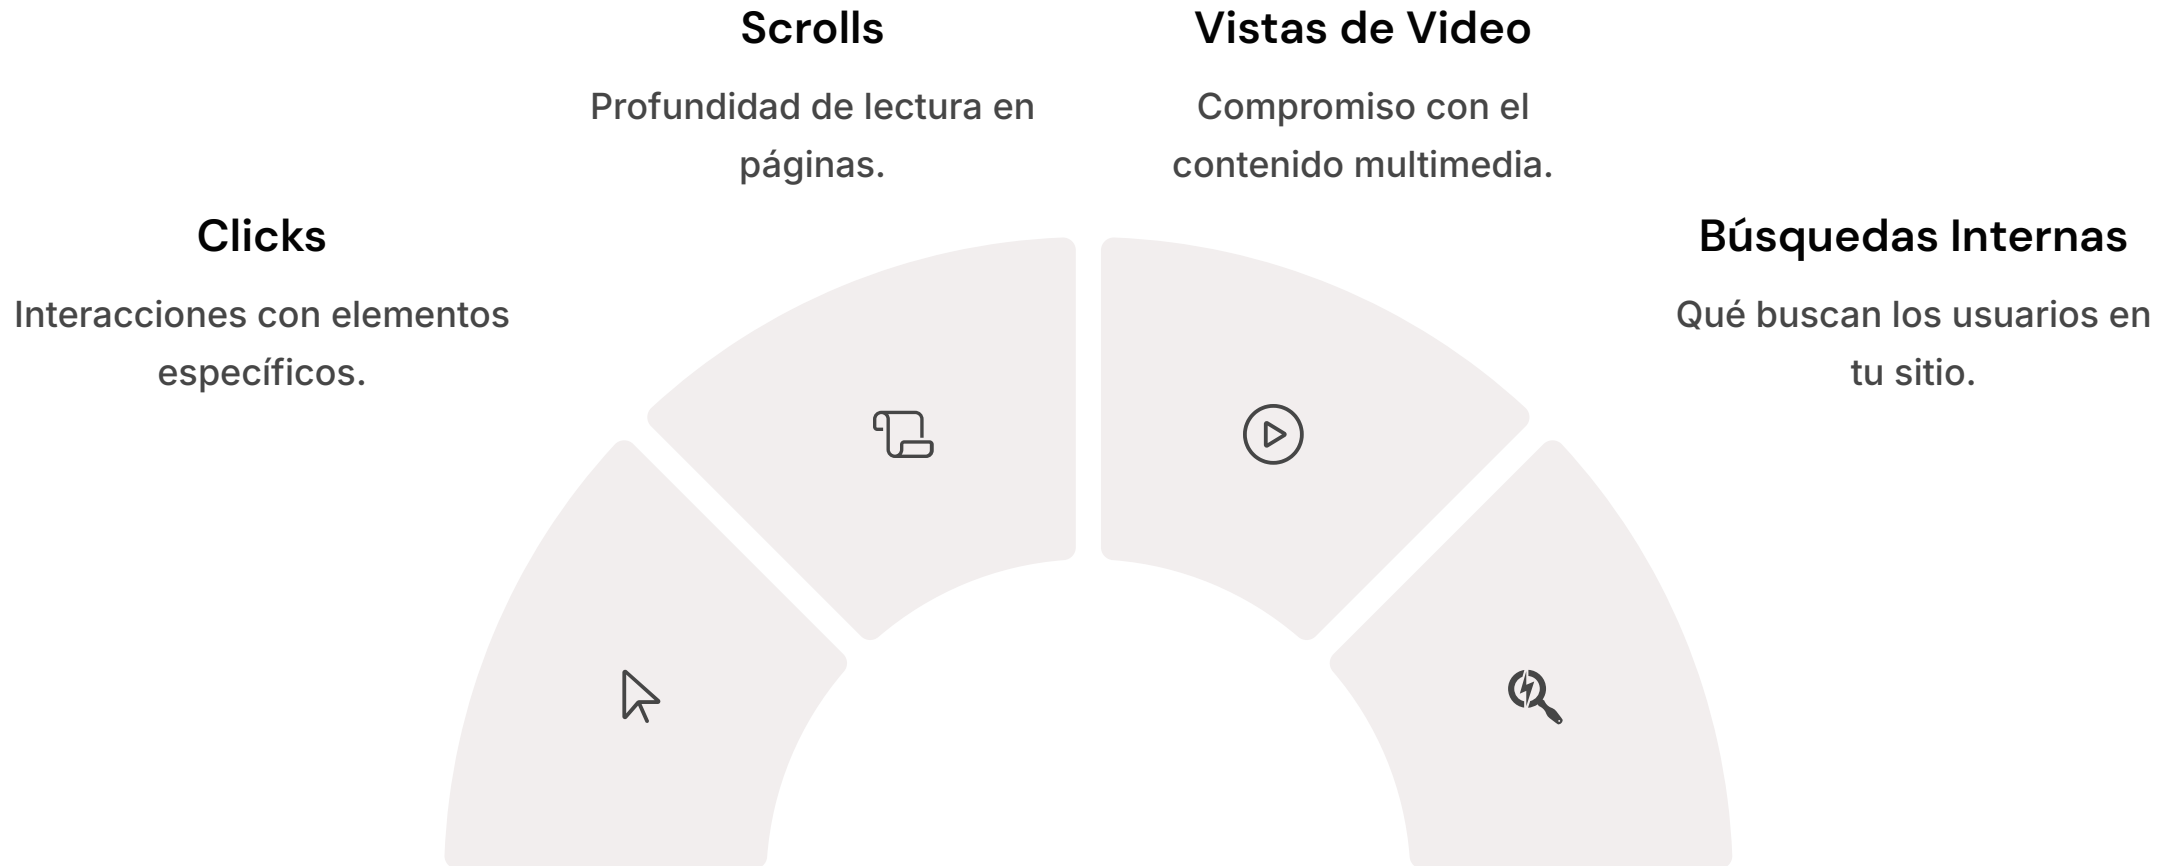 Scrolls
Profundidad de lectura en
páginas.
Vistas de Video
Compromiso con el
contenido multimedia.
Clicks
Interacciones con elementos
específicos.
Búsquedas Internas
Qué buscan los usuarios en
tu sitio.